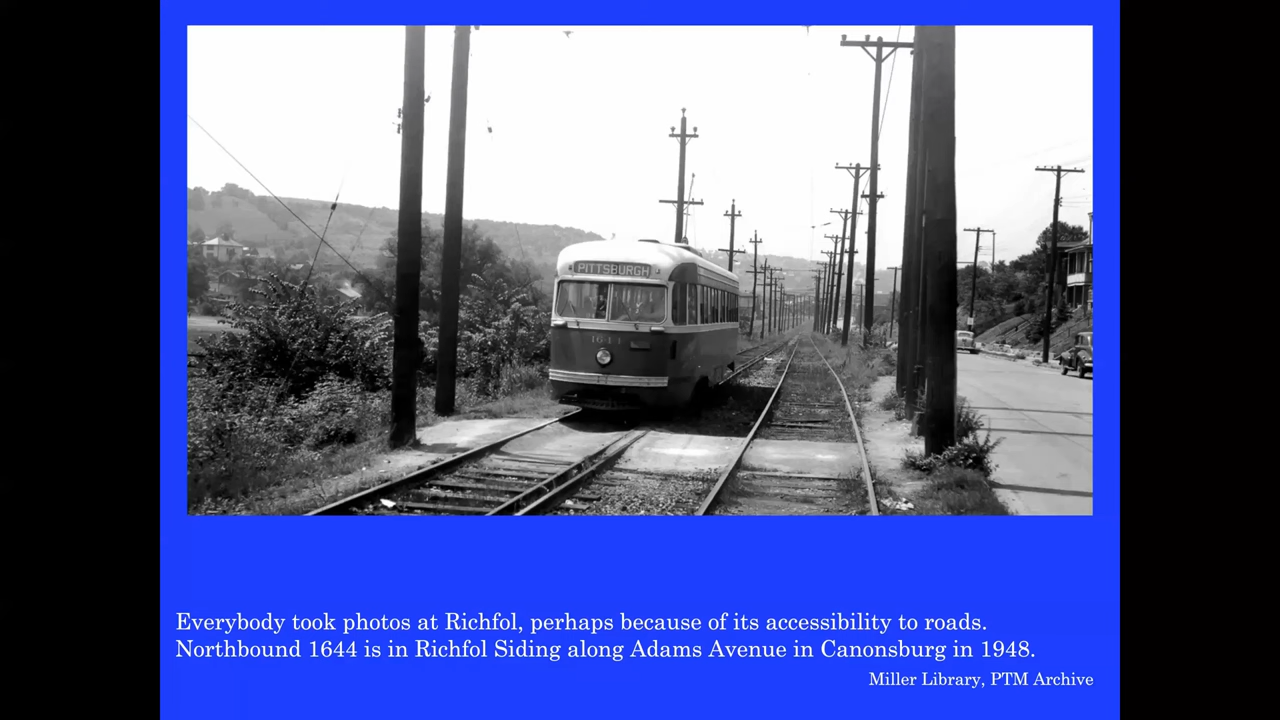 PITTSBURGH
1644
Everybody took photos at Richfol, perhaps because of its accessibility to roads.
Northbound 1644 is in Richfol Siding along Adams Avenue in Canonsburg in 1948.
Miller Library, PTM Archive